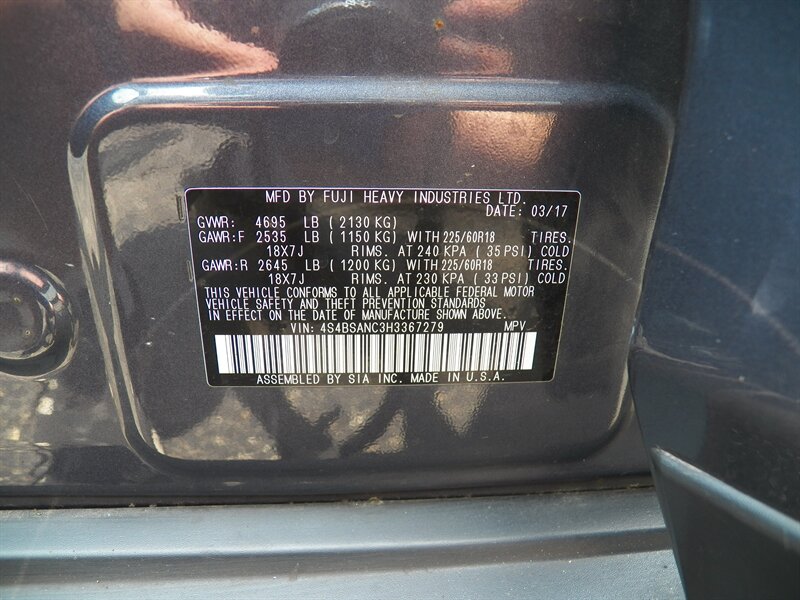 MFD BY FUJI HEAVY INDUSTRIES LTD.
DATE: 03/17
GVWR: 4695 LB (2130 KG)
GAWR:F 2535 LB (1150 KG) WITH 225/60R18 TIRES.
18X7J RIMS. AT 240 KPA (35 PSI) COLD
GAWR:R 2645 LB (1200 KG) WITH 225/60R18 TIRES.
18X7J RIMS. AT 230 KPA (33 PSI) COLD
THIS VEHICLE CONFORMS TO ALL APPLICABLE FEDERAL MOTOR
VEHICLE SAFETY AND THEFT PREVENTION STANDARDS
IN EFFECT ON THE DATE OF MANUFACTURE SHOWN ABOVE.
VIN: 4S4BSANC3H3367279 MPV
ASSEMBLED BY SIA INC. MADE IN U.S.A.